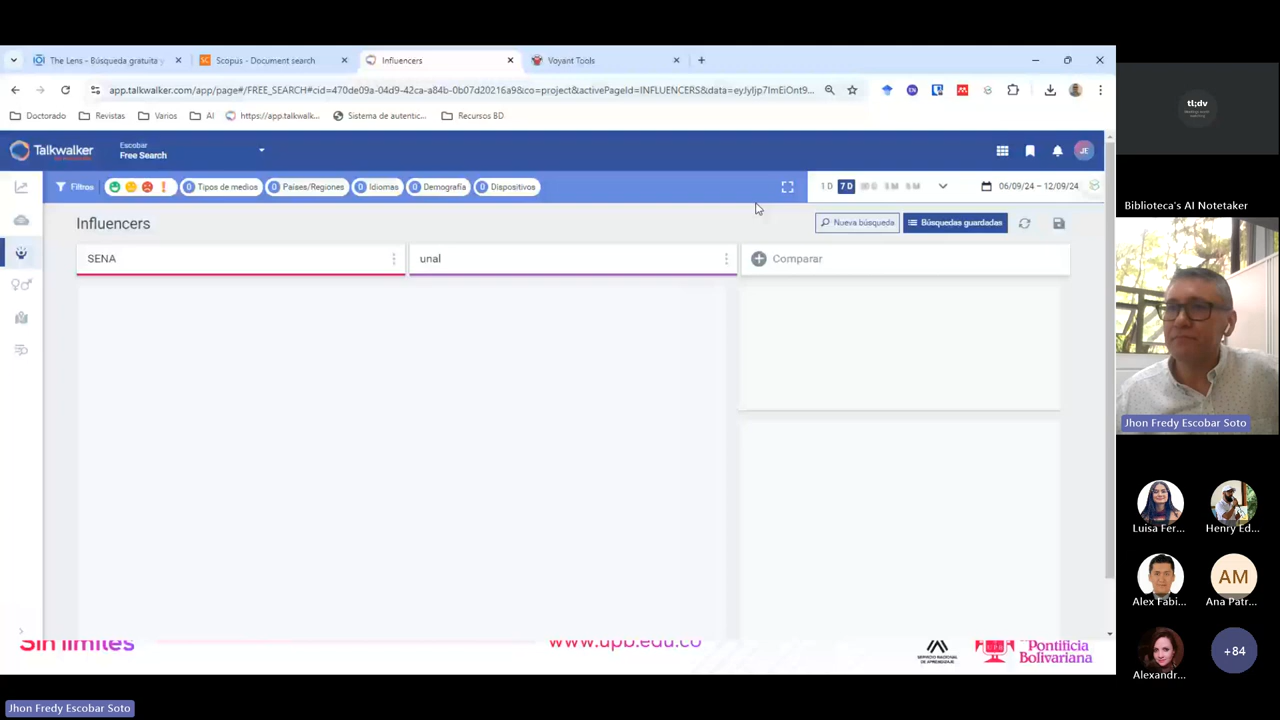 The Lens - Búsqueda gratuita y
Scopus - Document search
Influencers
Voyant Tools
app.talkwalker.com/app/page#/FREE_SEARCH#cid=470de09a-04d9-42ca-a84b-0b07d20216a9&co=project&activePageId=INFLUENCERS&data=eyJyIjp7ImEiOnt9...
Doctorado
Revistas
Varios
AI
https://app.talkwalk...
Sistema de autentic...
Recursos BD
Talkwalker
Escobar
Free Search
JE
Filtros
0 Tipos de medios
0 Países/Regiones
0 Idiomas
0 Demografía
0 Dispositivos
1 D
7 D
06/09/24 – 12/09/24
Influencers
Nueva búsqueda
Búsquedas guardadas
SENA
unal
Comparar
Sin límites
www.upb.edu.co
Pontificia
Bolivariana
tl;dv
Biblioteca's AI Notetaker
Jhon Fredy Escobar Soto
Luisa Fer...
Henry Ed...
Alex Fabi...
AM
Ana Patr...
Alexandr...
+84
Jhon Fredy Escobar Soto